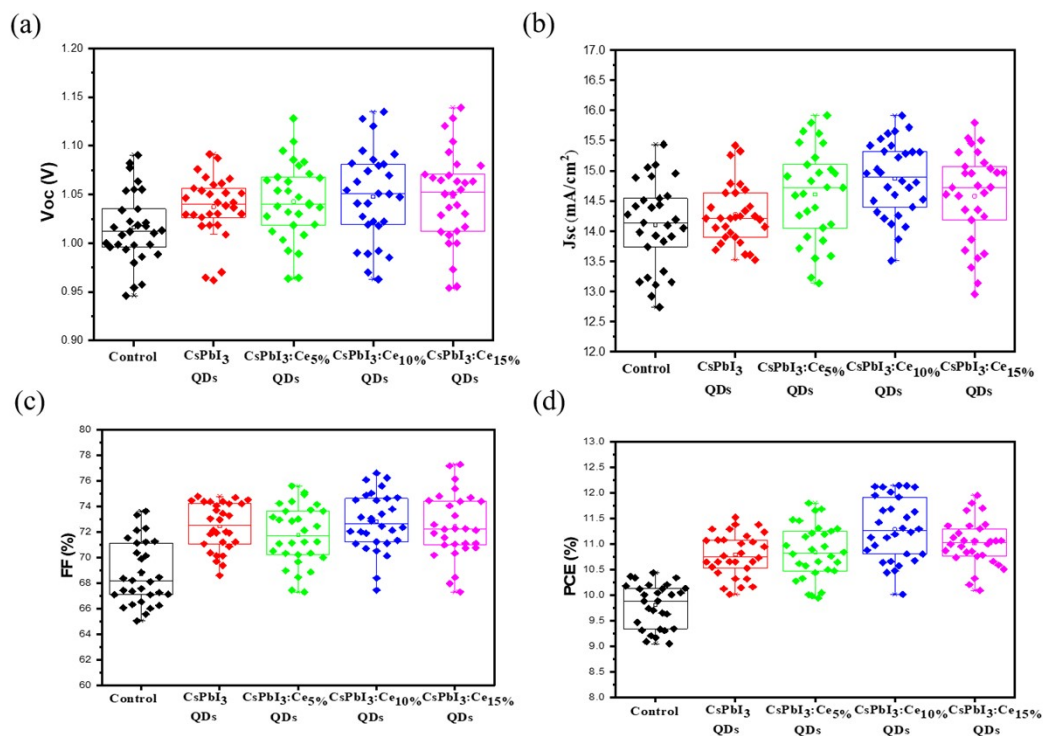 (a)
Voc (V)
1.20
1.15
1.10
1.05
1.00
0.95
0.90
Control
CsPbI3
QDs
CsPbI3:Ce5%
QDs
CsPbI3:Ce10%
QDs
CsPbI3:Ce15%
QDs
(b)
Jsc (mA/cm²)
17.0
16.5
16.0
15.5
15.0
14.5
14.0
13.5
13.0
12.5
12.0
Control
CsPbI3
QDs
CsPbI3:Ce5%
QDs
CsPbI3:Ce10%
QDs
CsPbI3:Ce15%
QDs
(c)
FF (%)
80
78
76
74
72
70
68
66
64
62
60
Control
CsPbI3
QDs
CsPbI3:Ce5%
QDs
CsPbI3:Ce10%
QDs
CsPbI3:Ce15%
QDs
(d)
PCE (%)
13.0
12.5
12.0
11.5
11.0
10.5
10.0
9.5
9.0
8.5
8.0
Control
CsPbI3
QDs
CsPbI3:Ce5%
QDs
CsPbI3:Ce10%
QDs
CsPbI3:Ce15%
QDs